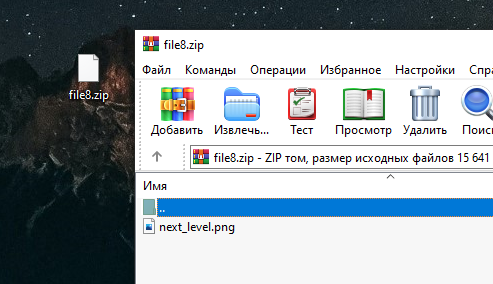 file8.zip
file8.zip
Файл Команды Операции Избранное Настройки
Добавить Извлечь... Тест Просмотр Удалить
file8.zip - ZIP том, размер исходных файлов 15 641
Имя
..
next_level.png